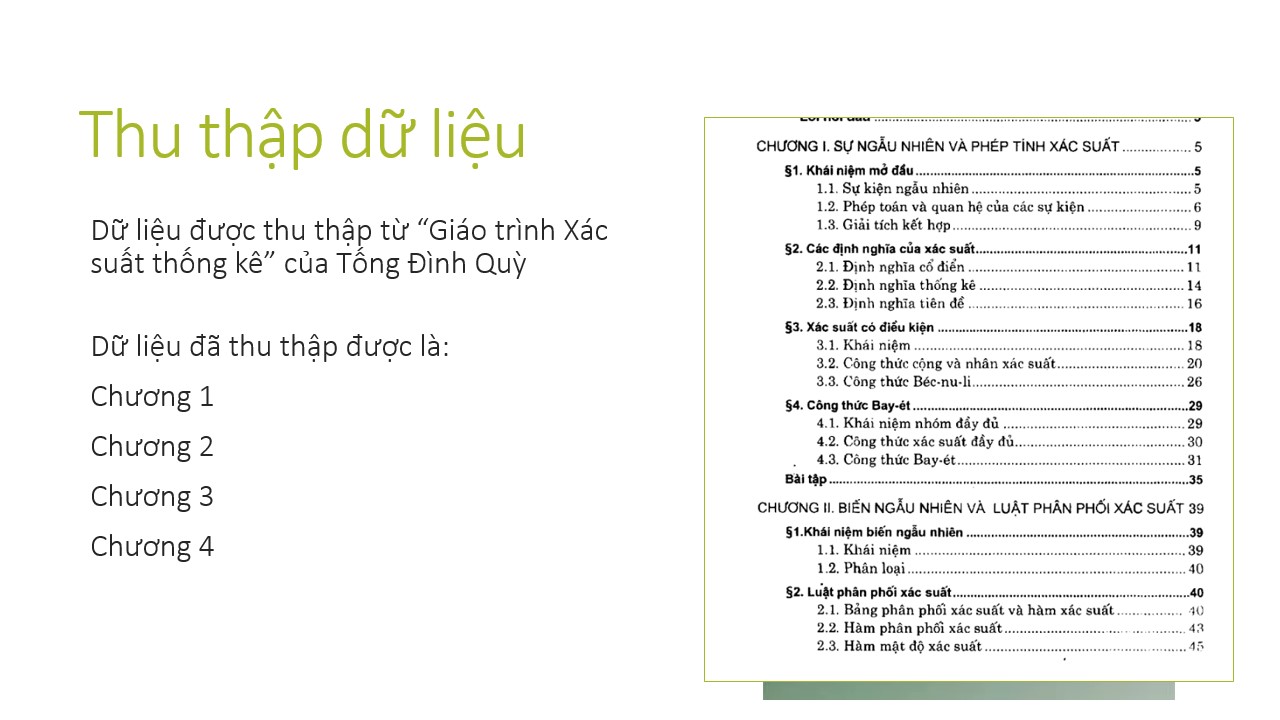 Thu thập dữ liệu
Dữ liệu được thu thập từ “Giáo trình Xác
suất thống kê” của Tống Đình Quỳ
Dữ liệu đã thu thập được là:
Chương 1
Chương 2
Chương 3
Chương 4
Lời nói đầu ........ 3
CHƯƠNG I. SỰ NGẪU NHIÊN VÀ PHÉP TÍNH XÁC SUẤT ........ 5
§1. Khái niệm mở đầu ........ 5
1.1. Sự kiện ngẫu nhiên ........ 5
1.2. Phép toán và quan hệ của các sự kiện ........ 6
1.3. Giải tích kết hợp ........ 9
§2. Các định nghĩa của xác suất ........ 11
2.1. Định nghĩa cổ điển ........ 11
2.2. Định nghĩa thống kê ........ 14
2.3. Định nghĩa tiên đề ........ 16
§3. Xác suất có điều kiện ........ 18
3.1. Khái niệm ........ 18
3.2. Công thức cộng và nhân xác suất ........ 20
3.3. Công thức Béc-nu-li ........ 26
§4. Công thức Bay-ét ........ 29
4.1. Khái niệm nhóm đầy đủ ........ 29
4.2. Công thức xác suất đầy đủ ........ 30
4.3. Công thức Bay-ét ........ 31
Bài tập ........ 35
CHƯƠNG II. BIẾN NGẪU NHIÊN VÀ LUẬT PHÂN PHỐI XÁC SUẤT 39
§1.Khái niệm biến ngẫu nhiên ........ 39
1.1. Khái niệm ........ 39
1.2. Phân loại ........ 40
§2. Luật phân phối xác suất ........ 40
2.1. Bảng phân phối xác suất và hàm xác suất ........ 40
2.2. Hàm phân phối xác suất ........ 43
2.3. Hàm mật độ xác suất ........ 45